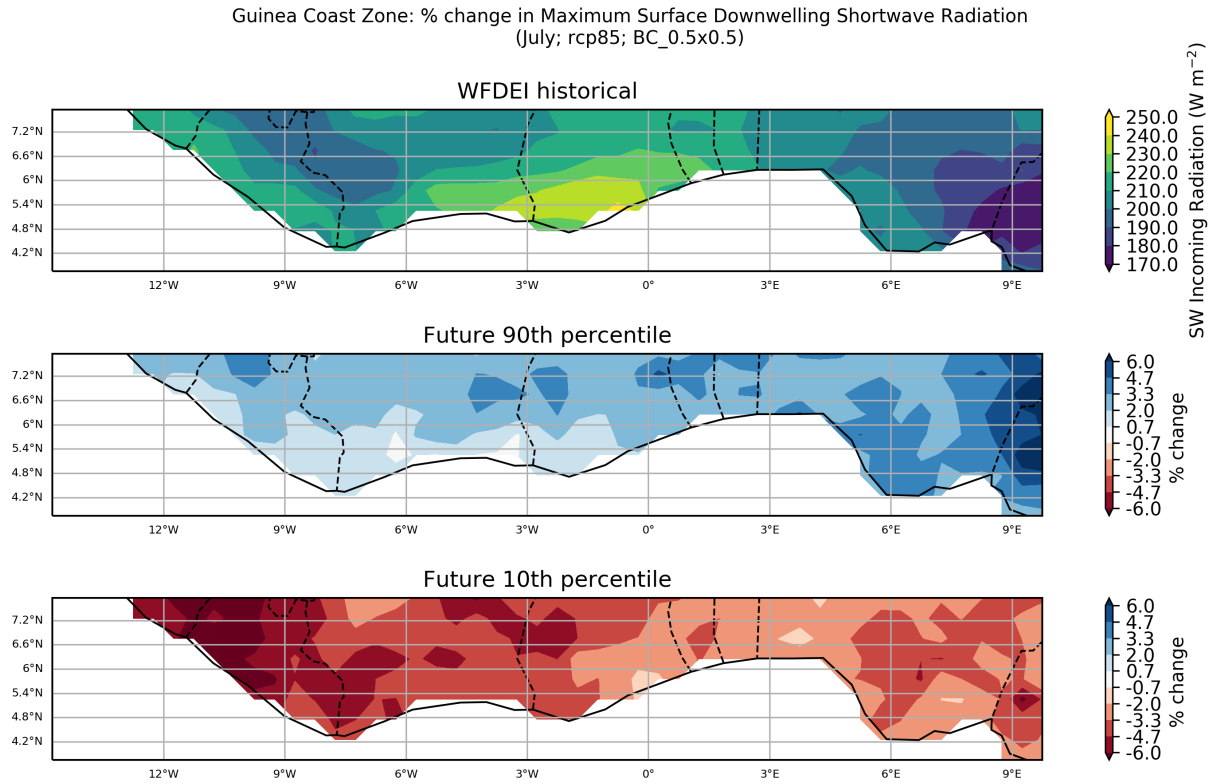 Guinea Coast Zone: % change in Maximum Surface Downwelling Shortwave Radiation
(July; rcp85; BC_0.5x0.5)
WFDEI historical
7.2°N
6.6°N
6°N
5.4°N
4.8°N
4.2°N
12°W 9°W 6°W 3°W 0° 3°E 6°E 9°E
250.0
240.0
230.0
220.0
210.0
200.0
190.0
180.0
170.0
SW Incoming Radiation (W m⁻²)
Future 90th percentile
7.2°N
6.6°N
6°N
5.4°N
4.8°N
4.2°N
12°W 9°W 6°W 3°W 0° 3°E 6°E 9°E
6.0
4.7
3.3
2.0
0.7
-0.7
-2.0
-3.3
-4.7
-6.0
% change
Future 10th percentile
7.2°N
6.6°N
6°N
5.4°N
4.8°N
4.2°N
12°W 9°W 6°W 3°W 0° 3°E 6°E 9°E
6.0
4.7
3.3
2.0
0.7
-0.7
-2.0
-3.3
-4.7
-6.0
% change